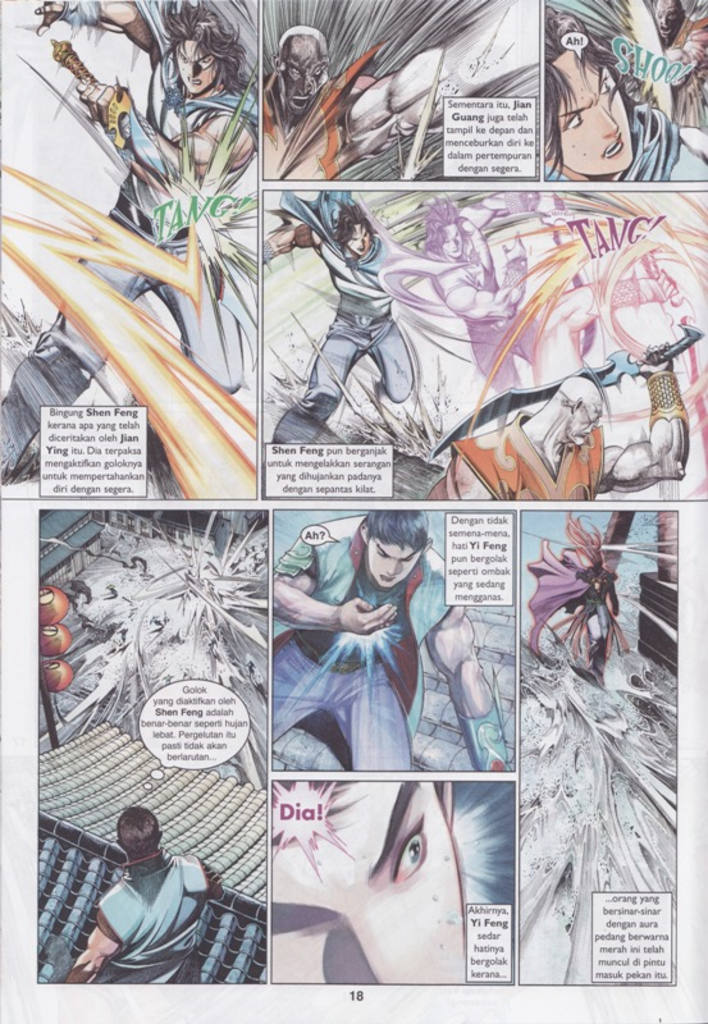 TANG
Bingung Shen Feng
kerana apa yang telah
diceritakan oleh Jian
Ying itu. Dia terpaksa
mengaktifkan goloknya
untuk mempertahankan
diri dengan segera.
Sementara itu, Jian
Guang juga telah
tampil ke depan dan
menceburkan diri ke
dalam pertempuran
dengan segera.
Ah!
SHOO
TANG
Shen Feng pun berganjak
untuk mengelakkan serangan
yang dihujankan padanya
dengan sepantas kilat.
Golok
yang diaktifkan oleh
Shen Feng adalah
benar-benar seperti hujan
lebat. Pergelutan itu
pasti tidak akan
berlarutan...
Ah?
Dengan tidak
semena-mena,
hati Yi Feng
pun bergolak
seperti ombak
yang sedang
mengganas.
Dia!
Akhirnya,
Yi Feng
sedar
hatinya
bergolak
kerana...
...orang yang
bersinar-sinar
dengan aura
pedang berwarna
merah ini telah
muncul di pintu
masuk pekan itu.
18